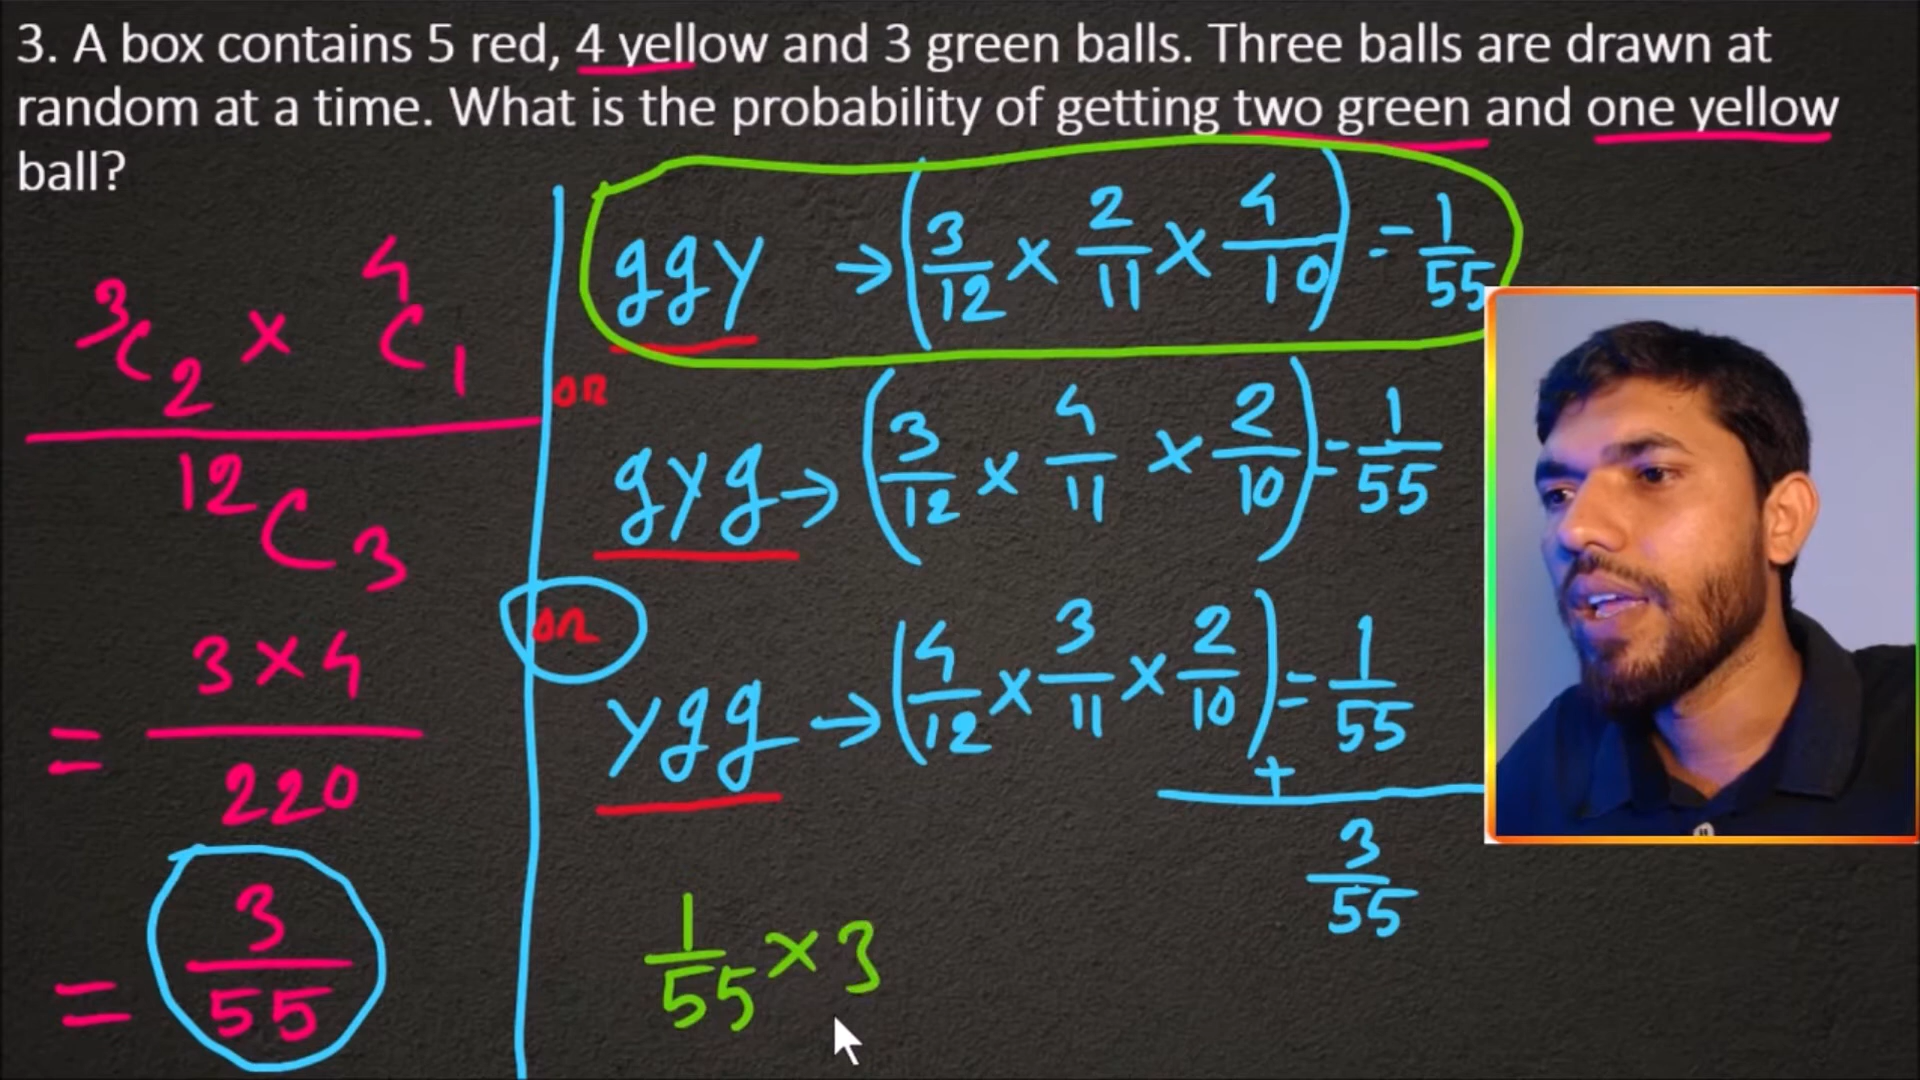 3. A box contains 5 red, 4 yellow and 3 green balls. Three balls are drawn at
random at a time. What is the probability of getting two green and one yellow
ball?
³C₂ × ⁴C₁
¹²C₃
= 3×4
220
= 3
55
ggy → (3/12 × 2/11 × 4/10) = 1/55
OR
gyg → (3/12 × 4/11 × 2/10) = 1/55
OR
ygg → (4/12 × 3/11 × 2/10) = 1/55
+
3/55
1/55 × 3